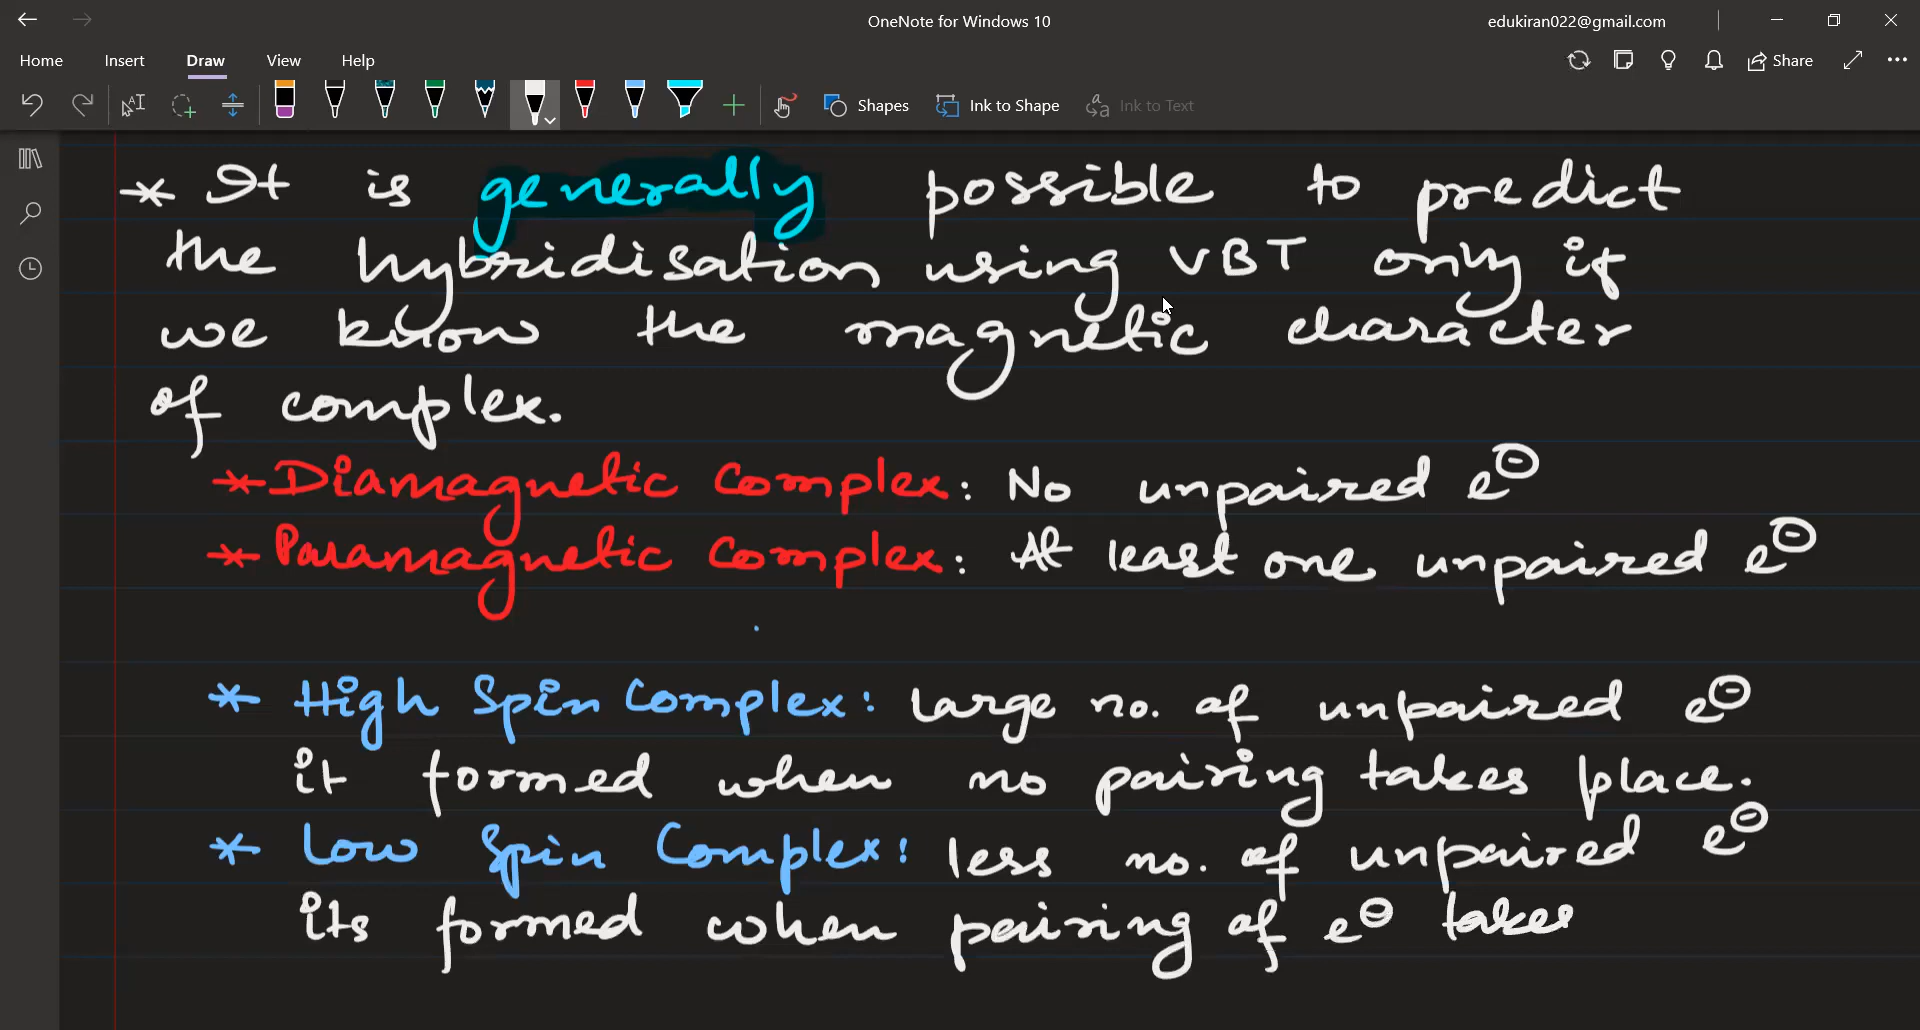 OneNote for Windows 10
edukiran022@gmail.com
Home Insert Draw View Help
Share
Shapes Ink to Shape Ink to Text
* It is generally possible to predict
the hybridisation using VBT only if
we know the magnetic character
of complex.
* Diamagnetic Complex: No unpaired e⊖
* Paramagnetic Complex: At least one unpaired e⊖
* High Spin Complex: large no. of unpaired e⊖
it formed when no pairing takes place.
* Low Spin Complex: less no. of unpaired e⊖
its formed when pairing of e⊖ takes